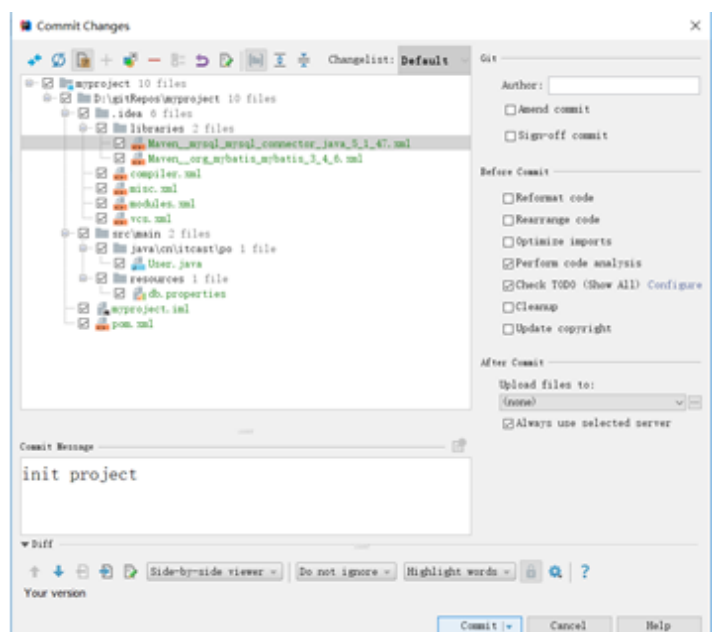 Commit Changes
Changelist: Default
myproject 10 files
D:\gitRepos\myproject 10 files
.idea 6 files
libraries 2 files
Maven__mysql_mysql_connector_java_5_1_47.xml
Maven__org_mybatis_mybatis_3_4_6.xml
compiler.xml
misc.xml
modules.xml
vcs.xml
src\main 2 files
java\cn\itcast\po 1 file
User.java
resources 1 file
db.properties
myproject.iml
pom.xml
Git
Author:
Amend commit
Sign-off commit
Before Commit
Reformat code
Rearrange code
Optimize imports
Perform code analysis
Check TODO (Show All) Configure
Cleanup
Update copyright
After Commit
Upload files to:
(none)
Always use selected server
Commit Message
init project
Diff
Side-by-side viewer Do not ignore Highlight words ?
Your version
Commit Cancel Help